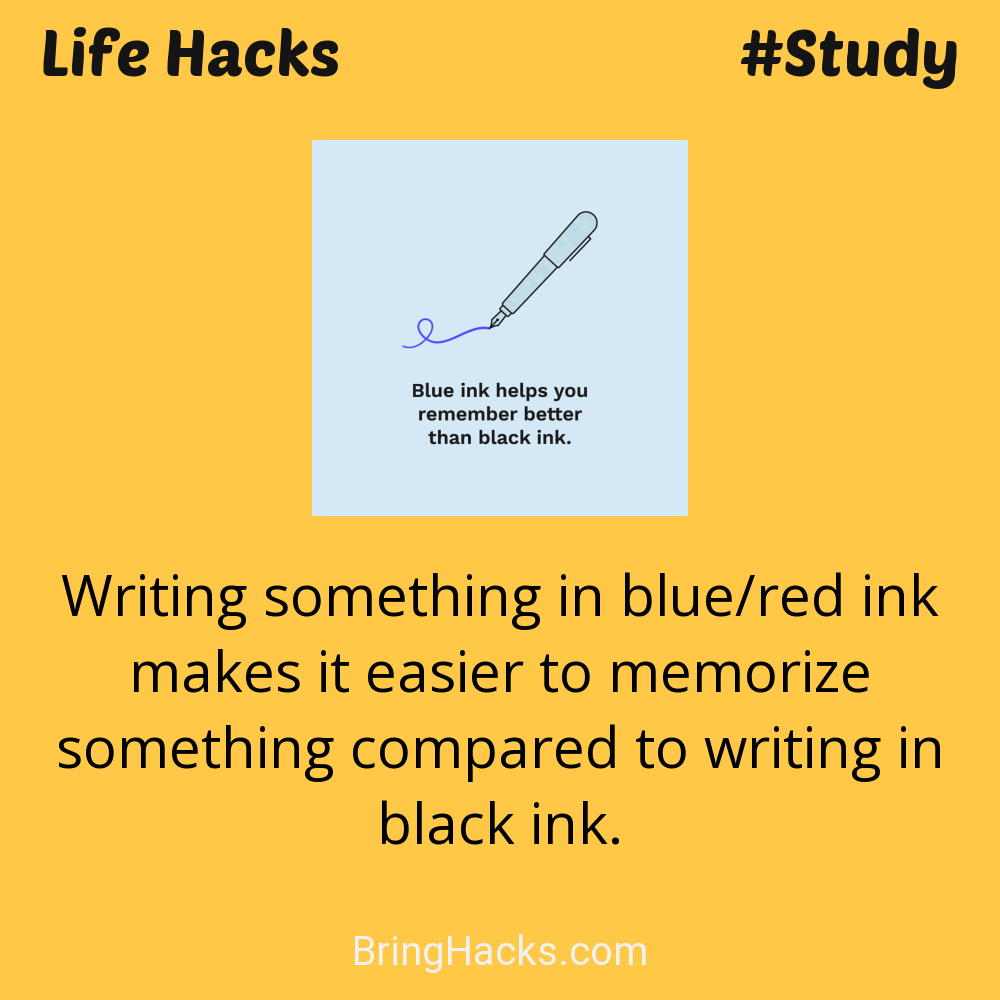 Life Hacks
#Study
Blue ink helps you
remember better
than black ink.
Writing something in blue/red ink
makes it easier to memorize
something compared to writing in
black ink.
BringHacks.com